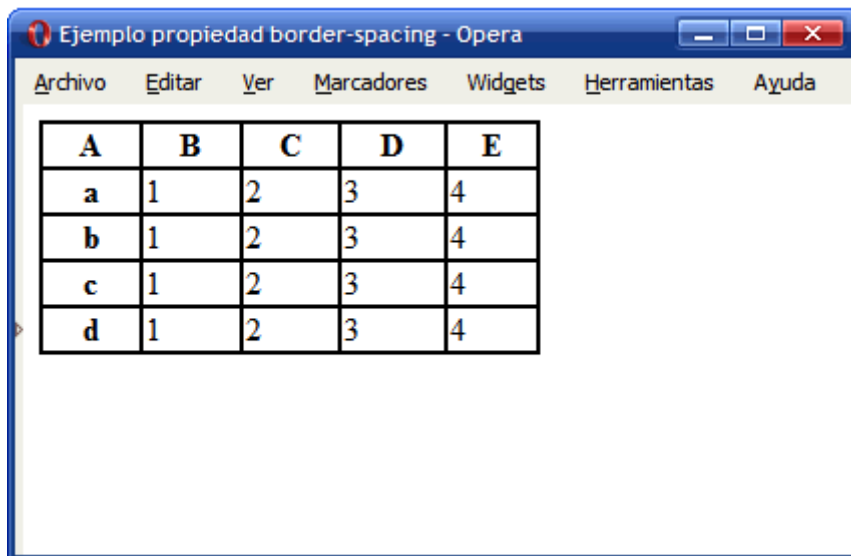 Ejemplo propiedad border-spacing - Opera
Archivo Editar Ver Marcadores Widgets Herramientas Ayuda
A B C D E
a 1 2 3 4
b 1 2 3 4
c 1 2 3 4
d 1 2 3 4